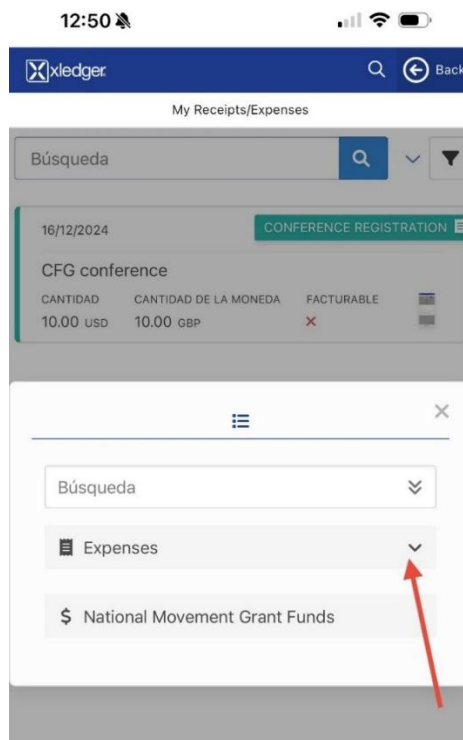 12:50
xledger
Back
My Receipts/Expenses
Búsqueda
16/12/2024
CONFERENCE REGISTRATION
CFG conference
CANTIDAD CANTIDAD DE LA MONEDA FACTURABLE
10.00 USD 10.00 GBP
Búsqueda
Expenses
$ National Movement Grant Funds